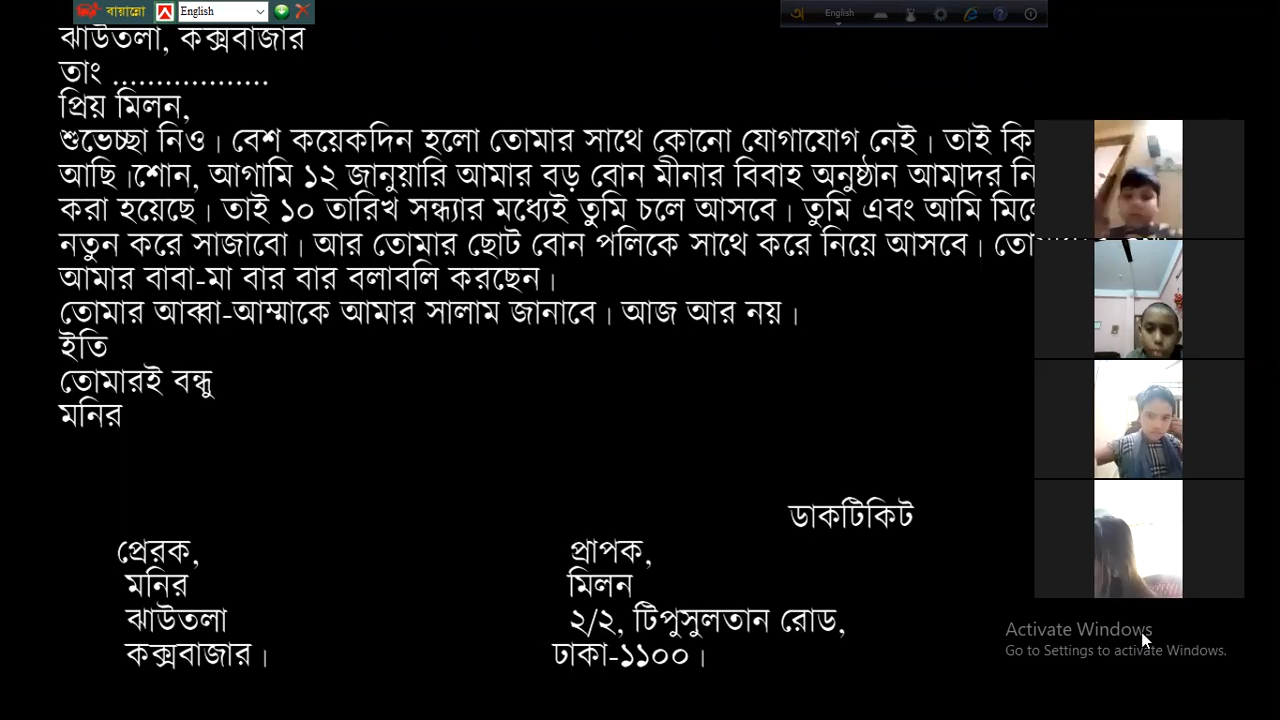 বায়ান্নো English
English
ঝাউতলা, কক্সবাজার
তাং ..................
প্রিয় মিলন,
শুভেচ্ছা নিও। বেশ কয়েকদিন হলো তোমার সাথে কোনো যোগাযোগ নেই। তাই কি
আছি।শোন, আগামি ১২ জানুয়ারি আমার বড় বোন মীনার বিবাহ অনুষ্ঠান আমাদর নি
করা হয়েছে। তাই ১০ তারিখ সন্ধ্যার মধ্যেই তুমি চলে আসবে। তুমি এবং আমি মিলে
নতুন করে সাজাবো। আর তোমার ছোট বোন পলিকে সাথে করে নিয়ে আসবে।
আমার বাবা-মা বার বার বলাবলি করছেন।
তোমার আব্বা-আম্মাকে আমার সালাম জানাবে। আজ আর নয়।
ইতি
তোমারই বন্ধু
মনির
ডাকটিকিট
প্রেরক,
মনির
ঝাউতলা
কক্সবাজার।
প্রাপক,
মিলন
২/২, টিপুসুলতান রোড,
ঢাকা-১১০০।
Activate Windows
Go to Settings to activate Windows.